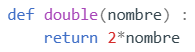 def double(nombre) :
    return 2*nombre